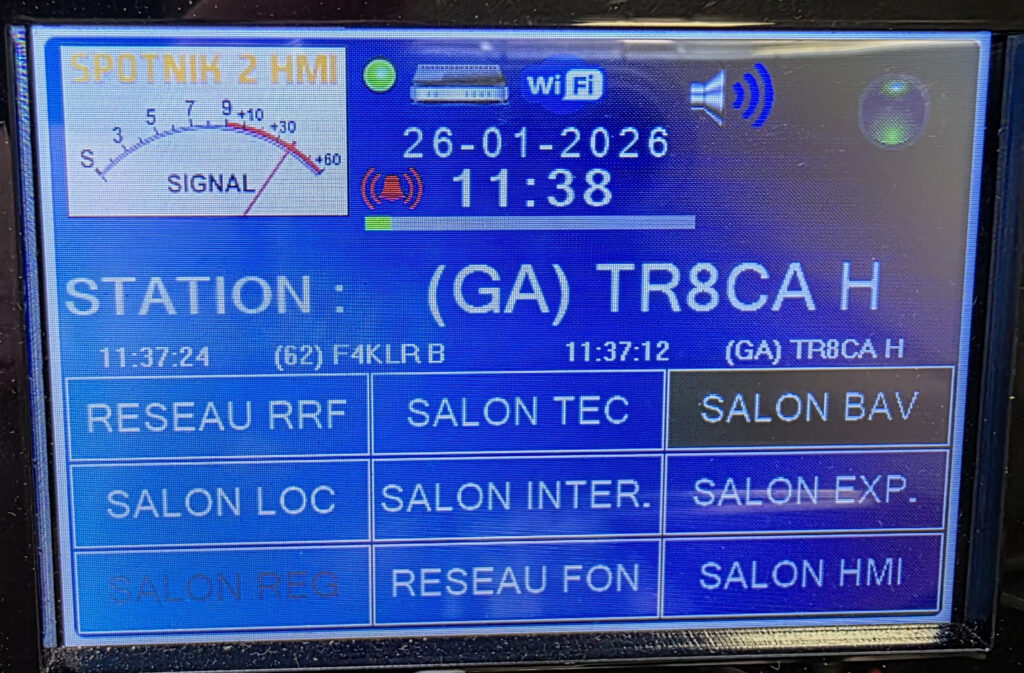 SPOTNIK 2 HMI
S 3 5 7 9 +10 +30 +60
SIGNAL
WiFi
26-01-2026
11:38
STATION : (GA) TR8CA H
11:37:24 (62) F4KLR B 11:37:12 (GA) TR8CA H
RESEAU RRF SALON TEC SALON BAV
SALON LOC SALON INTER. SALON EXP.
SALON REG RESEAU FON SALON HMI